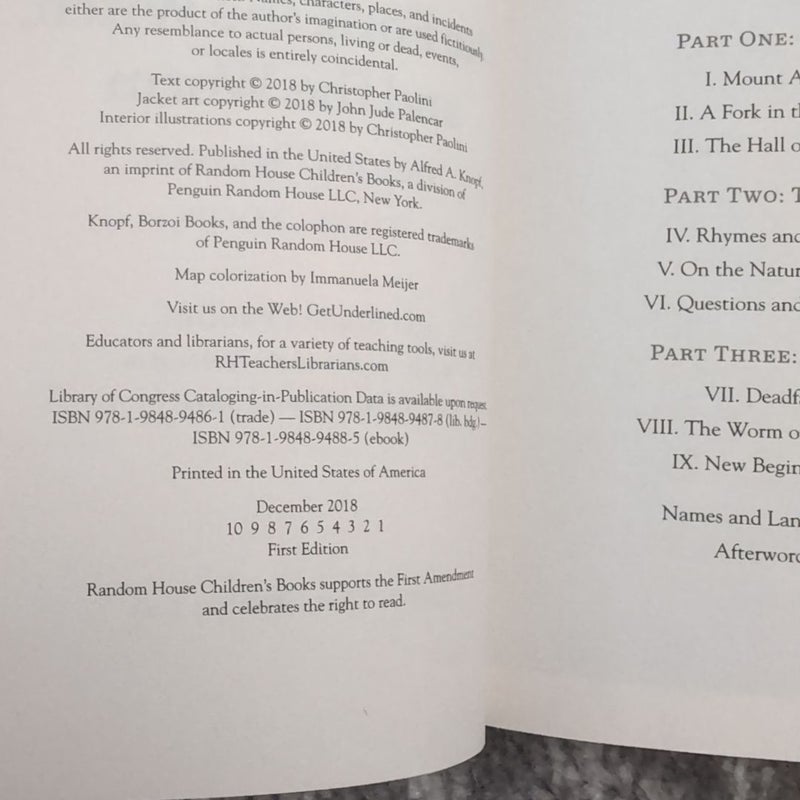 characters, places, and incidents
either are the product of the author's imagination or are used fictitiously.
Any resemblance to actual persons, living or dead, events,
or locales is entirely coincidental.
Text copyright © 2018 by Christopher Paolini
Jacket art copyright © 2018 by John Jude Palencar
Interior illustrations copyright © 2018 by Christopher Paolini
All rights reserved. Published in the United States by Alfred A. Knopf,
an imprint of Random House Children's Books, a division of
Penguin Random House LLC, New York.
Knopf, Borzoi Books, and the colophon are registered trademarks
of Penguin Random House LLC.
Map colorization by Immanuela Meijer
Visit us on the Web! GetUnderlined.com
Educators and librarians, for a variety of teaching tools, visit us at
RHTeachersLibrarians.com
Library of Congress Cataloging-in-Publication Data is available upon request.
ISBN 978-1-9848-9486-1 (trade) — ISBN 978-1-9848-9487-8 (lib. bdg.) –
ISBN 978-1-9848-9488-5 (ebook)
Printed in the United States of America
December 2018
10 9 8 7 6 5 4 3 2 1
First Edition
Random House Children's Books supports the First Amendment
and celebrates the right to read.
PART ONE:
I. Mount A
II. A Fork in t
III. The Hall o
PART TWO: T
IV. Rhymes and
V. On the Natur
VI. Questions and
PART THREE:
VII. Deadf
VIII. The Worm o
IX. New Begin
Names and Lan
Afterword